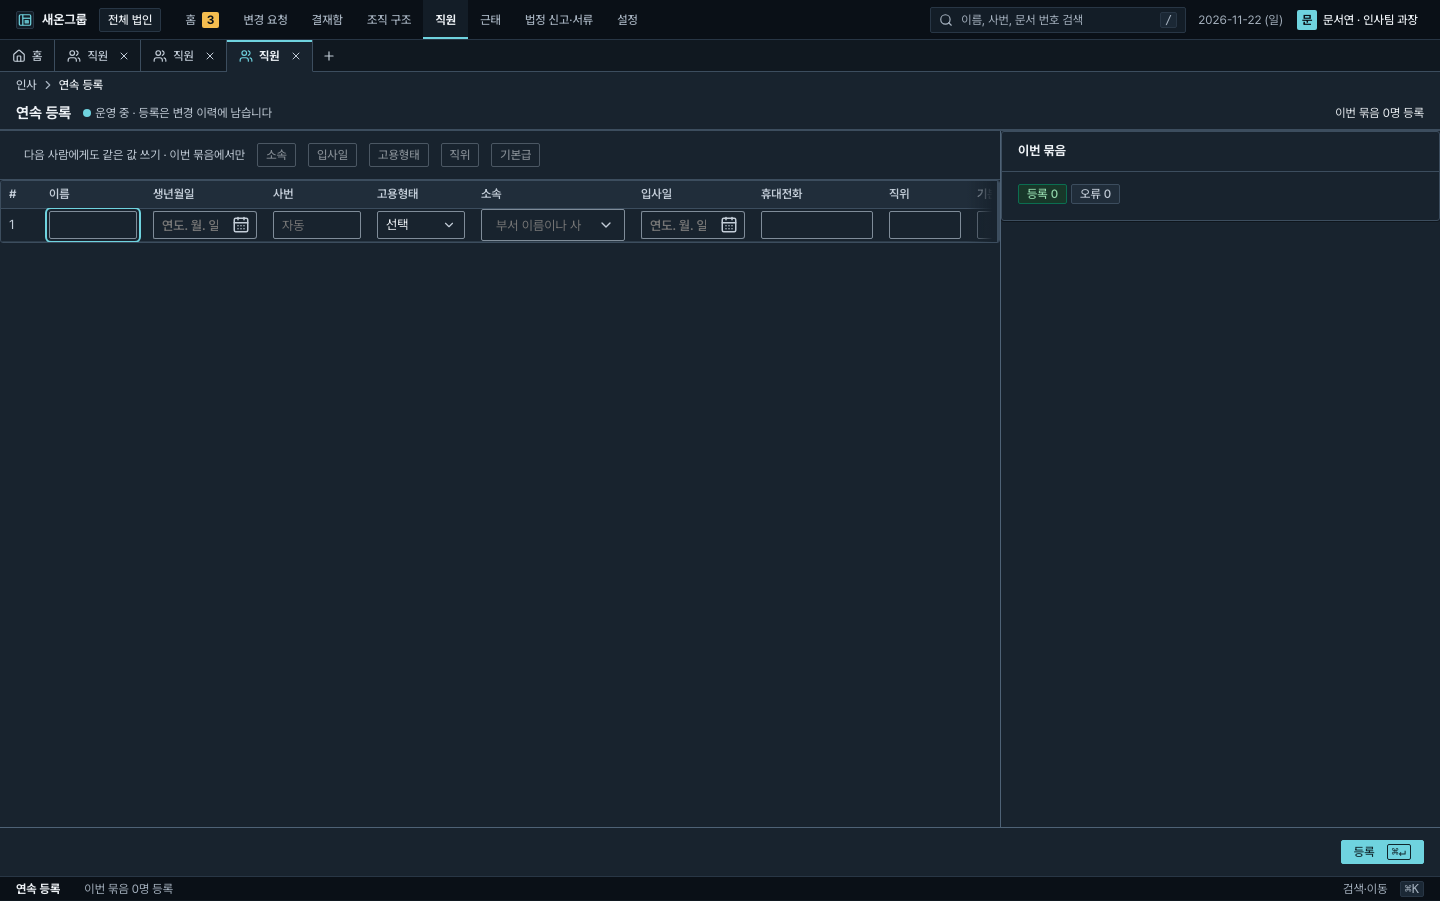 새온그룹 전체 법인 홈 3 변경 요청 결재함 조직 구조 직원 근태 법정 신고·서류 설정 이름, 사번, 문서 번호 검색 / 2026-11-22 (일) 문 문서연 · 인사팀 과장
홈 직원 직원 직원
인사 연속 등록
연속 등록 운영 중 · 등록은 변경 이력에 남습니다 이번 묶음 0명 등록
다음 사람에게도 같은 값 쓰기 · 이번 묶음에서만 소속 입사일 고용형태 직위 기본급
이번 묶음
등록 0 오류 0
# 이름 생년월일 사번 고용형태 소속 입사일 휴대전화 직위
1 연도. 월. 일 자동 선택 부서 이름이나 사 연도. 월. 일
등록 ⌘↵
연속 등록 이번 묶음 0명 등록 검색·이동 ⌘K